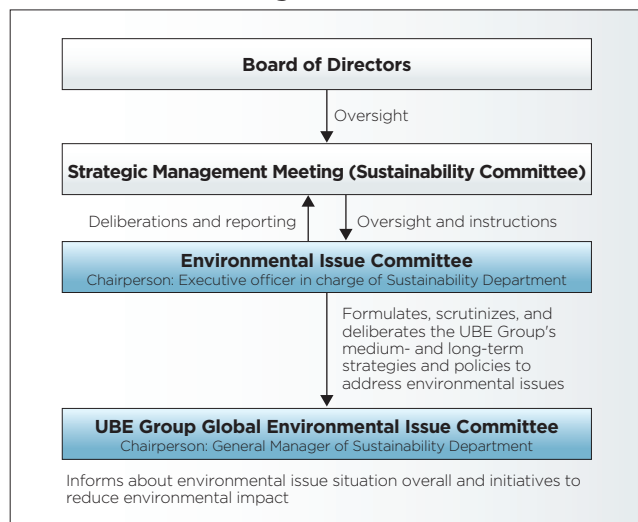 Board of Directors
Oversight
Strategic Management Meeting (Sustainability Committee)
Deliberations and reporting
Oversight and instructions
Environmental Issue Committee
Chairperson: Executive officer in charge of Sustainability Department
Formulates, scrutinizes, and
deliberates the UBE Group's
medium- and long-term
strategies and policies to
address environmental issues
UBE Group Global Environmental Issue Committee
Chairperson: General Manager of Sustainability Department
Informs about environmental issue situation overall and initiatives to
reduce environmental impact